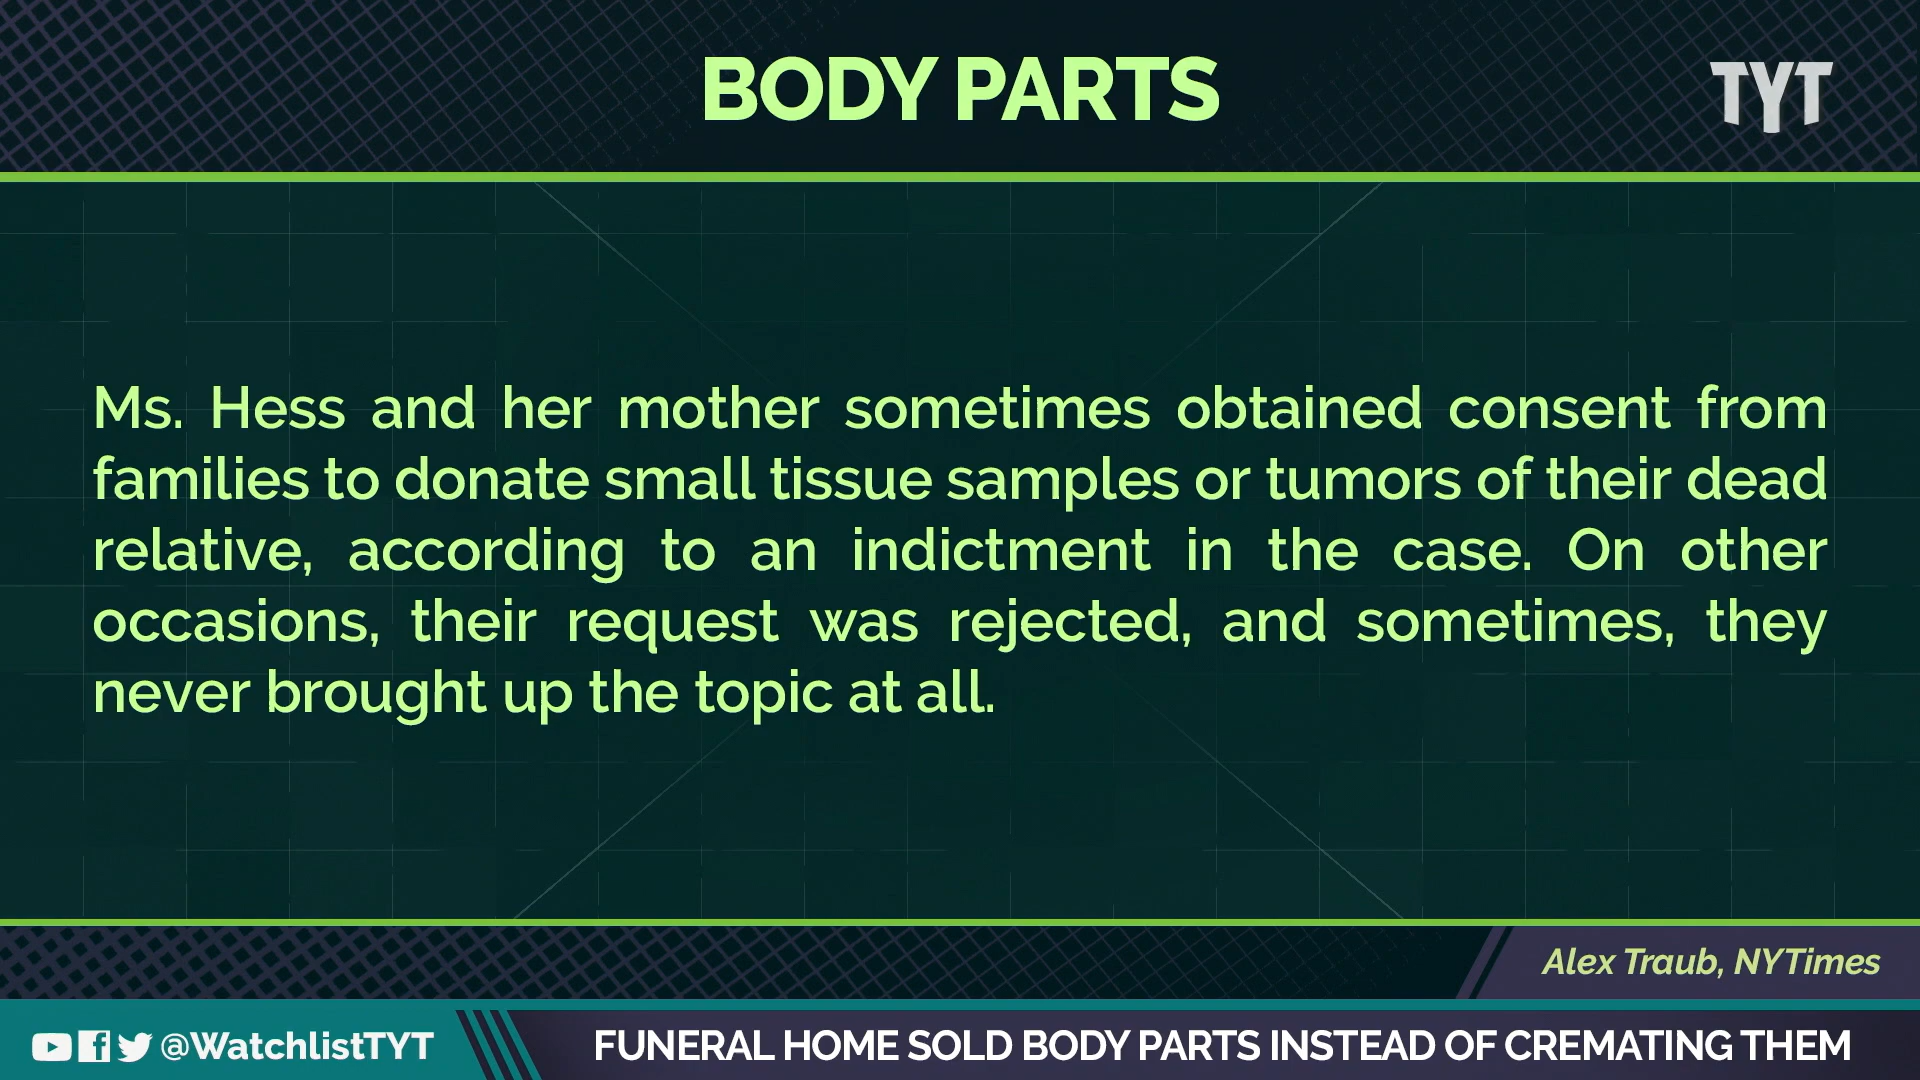 BODY PARTS
TYT
Ms. Hess and her mother sometimes obtained consent from
families to donate small tissue samples or tumors of their dead
relative, according to an indictment in the case. On other
occasions, their request was rejected, and sometimes, they
never brought up the topic at all.
Alex Traub, NYTimes
@WatchlistTYT
FUNERAL HOME SOLD BODY PARTS INSTEAD OF CREMATING THEM